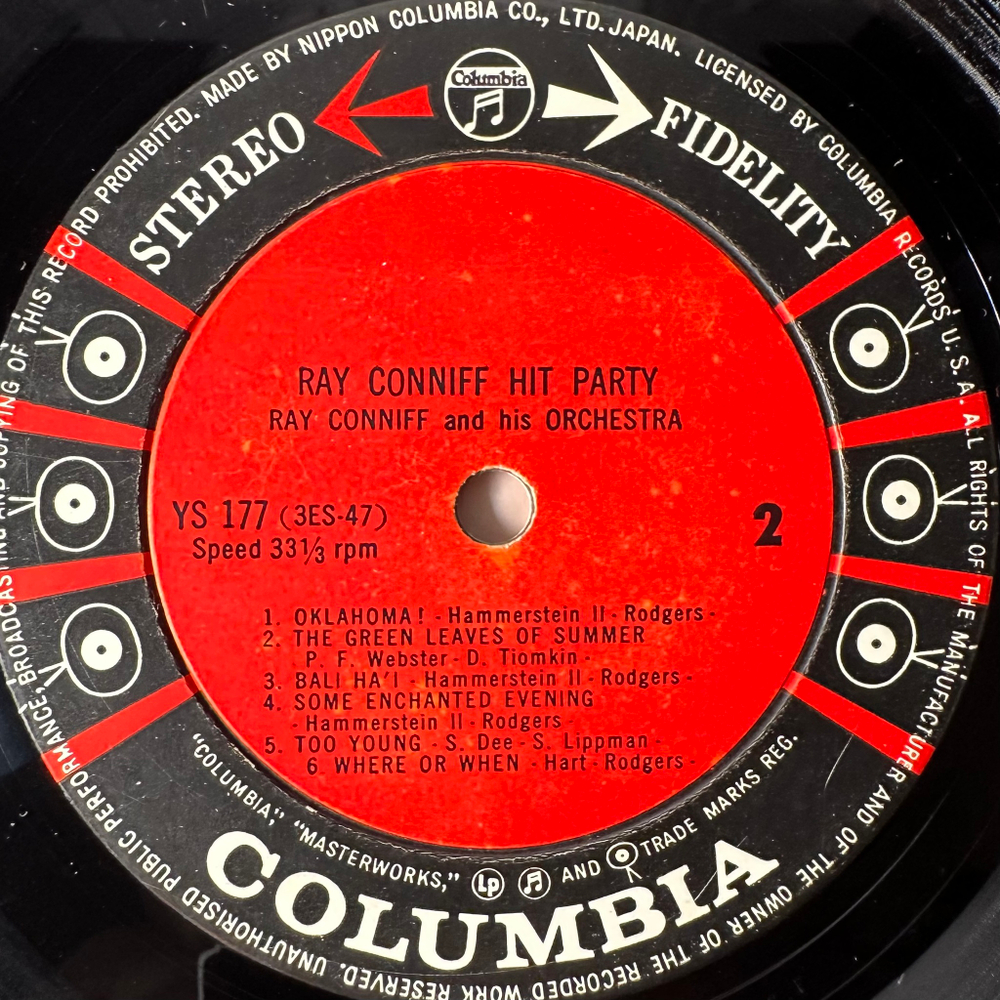 MADE BY NIPPON COLUMBIA CO., LTD. JAPAN. LICENSED BY COLUMBIA RECORDS U. S. A. ALL RIGHTS OF THE MANUFACTURER AND OF THE OWNER OF THE RECORDED WORK RESERVED. UNAUTHORISED PUBLIC PERFORMANCE, BROADCASTING AND COPYING OF THIS RECORD PROHIBITED.
STEREO
Columbia
FIDELITY
RAY CONNIFF HIT PARTY
RAY CONNIFF and his ORCHESTRA
YS 177 (3ES-47)
Speed 33⅓ rpm
2
1. OKLAHOMA! - Hammerstein II - Rodgers -
2. THE GREEN LEAVES OF SUMMER
P. F. Webster - D. Tiomkin -
3. BALI HA'I - Hammerstein II - Rodgers -
4. SOME ENCHANTED EVENING
- Hammerstein II - Rodgers
5. TOO YOUNG - S. Dee - S. Lippman -
6. WHERE OR WHEN - Hart - Rodgers -
"COLUMBIA," "MASTERWORKS," Lp AND TRADE MARKS REG.
COLUMBIA